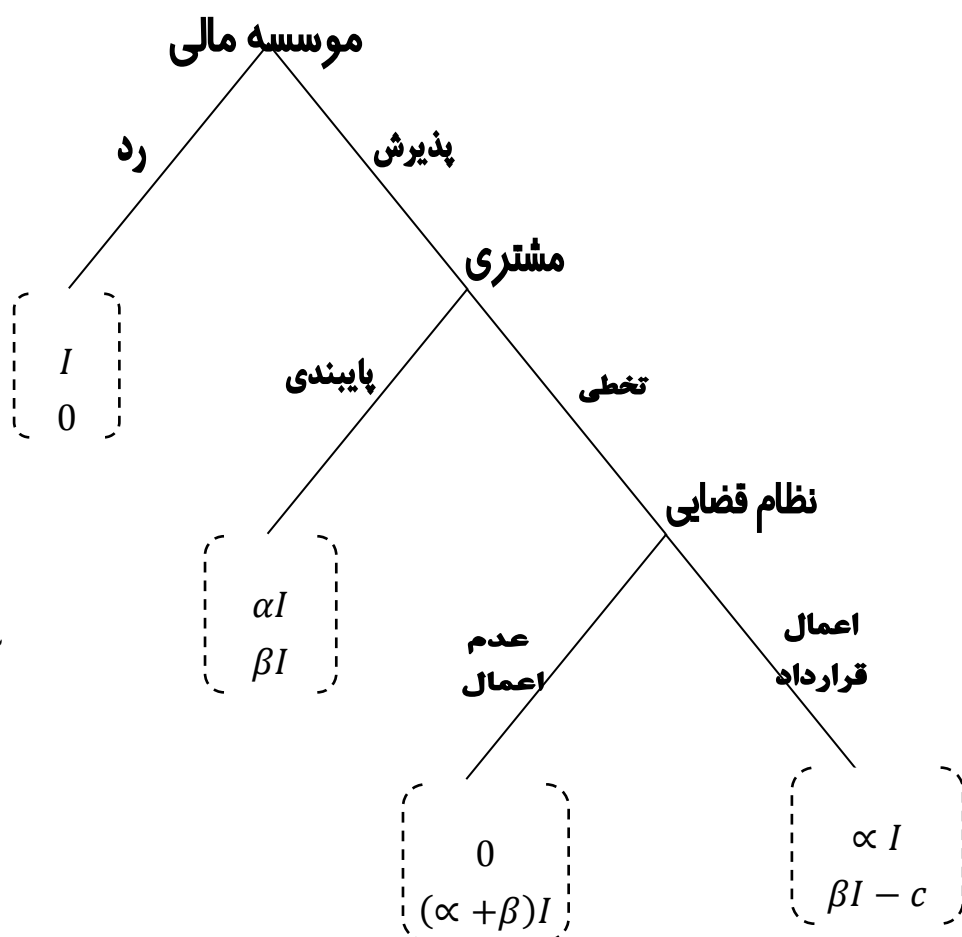 موسسه مالی
رد
پذیرش
مشتری
I
0
پایبندی
تخطی
نظام قضایی
αI
βI
عدم
اعمال
اعمال
قرارداد
0
(∝ +β)I
∝ I
βI − c